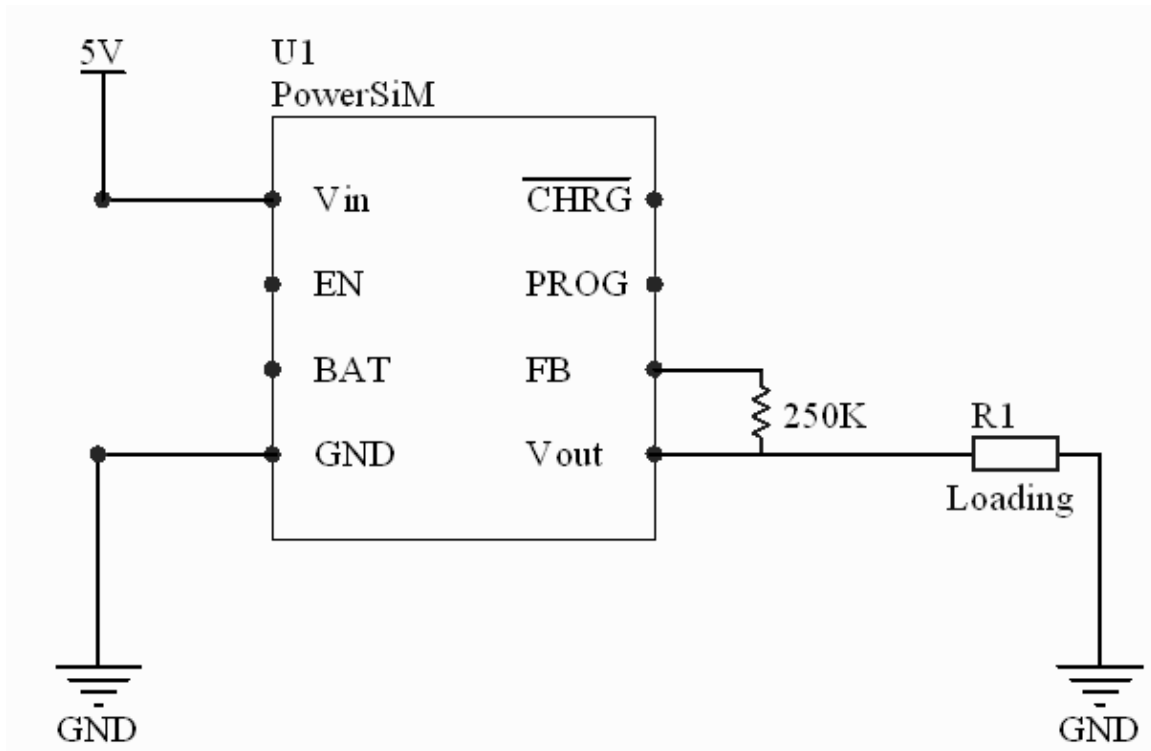 5V
U1
PowerSiM
Vin
CHRG
EN
PROG
BAT
FB
250K
R1
GND
Vout
Loading
GND
GND